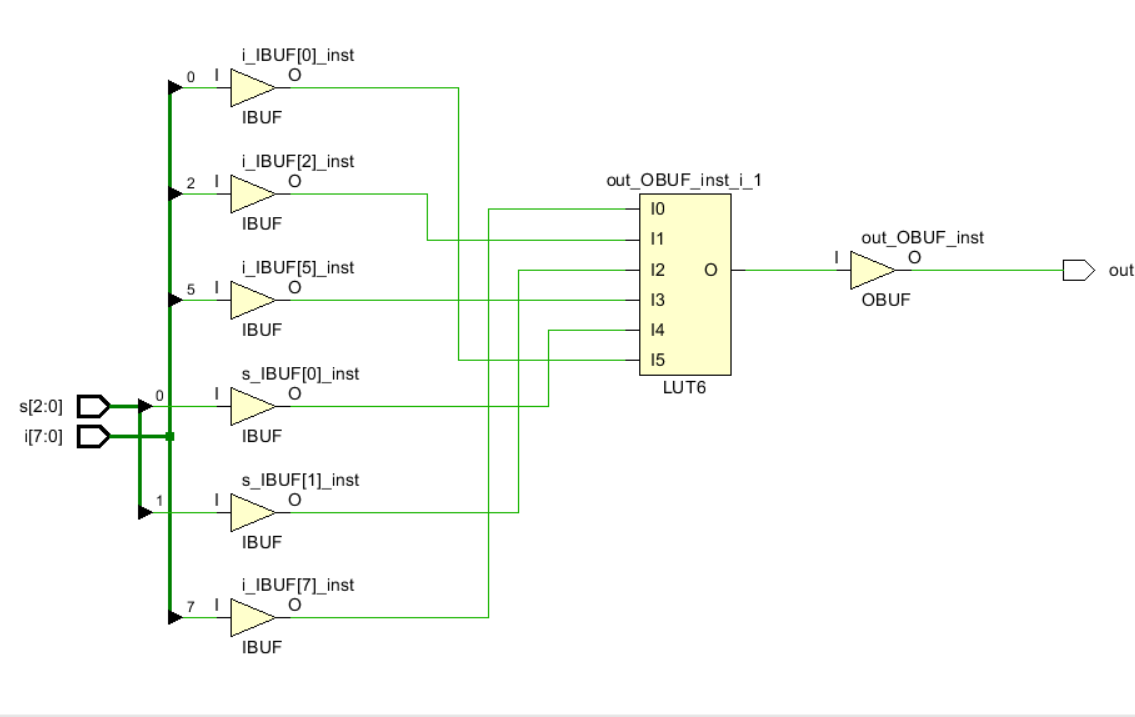 i_IBUF[0]_inst
0 I O
IBUF
i_IBUF[2]_inst
2 I O
IBUF
out_OBUF_inst_i_1
I0
I1
I2 O
I3
I4
I5
LUT6
out_OBUF_inst
I O
OBUF
out
i_IBUF[5]_inst
5 I O
IBUF
s_IBUF[0]_inst
s[2:0] 0 I O
IBUF
i[7:0]
s_IBUF[1]_inst
1 I O
IBUF
i_IBUF[7]_inst
7 I O
IBUF